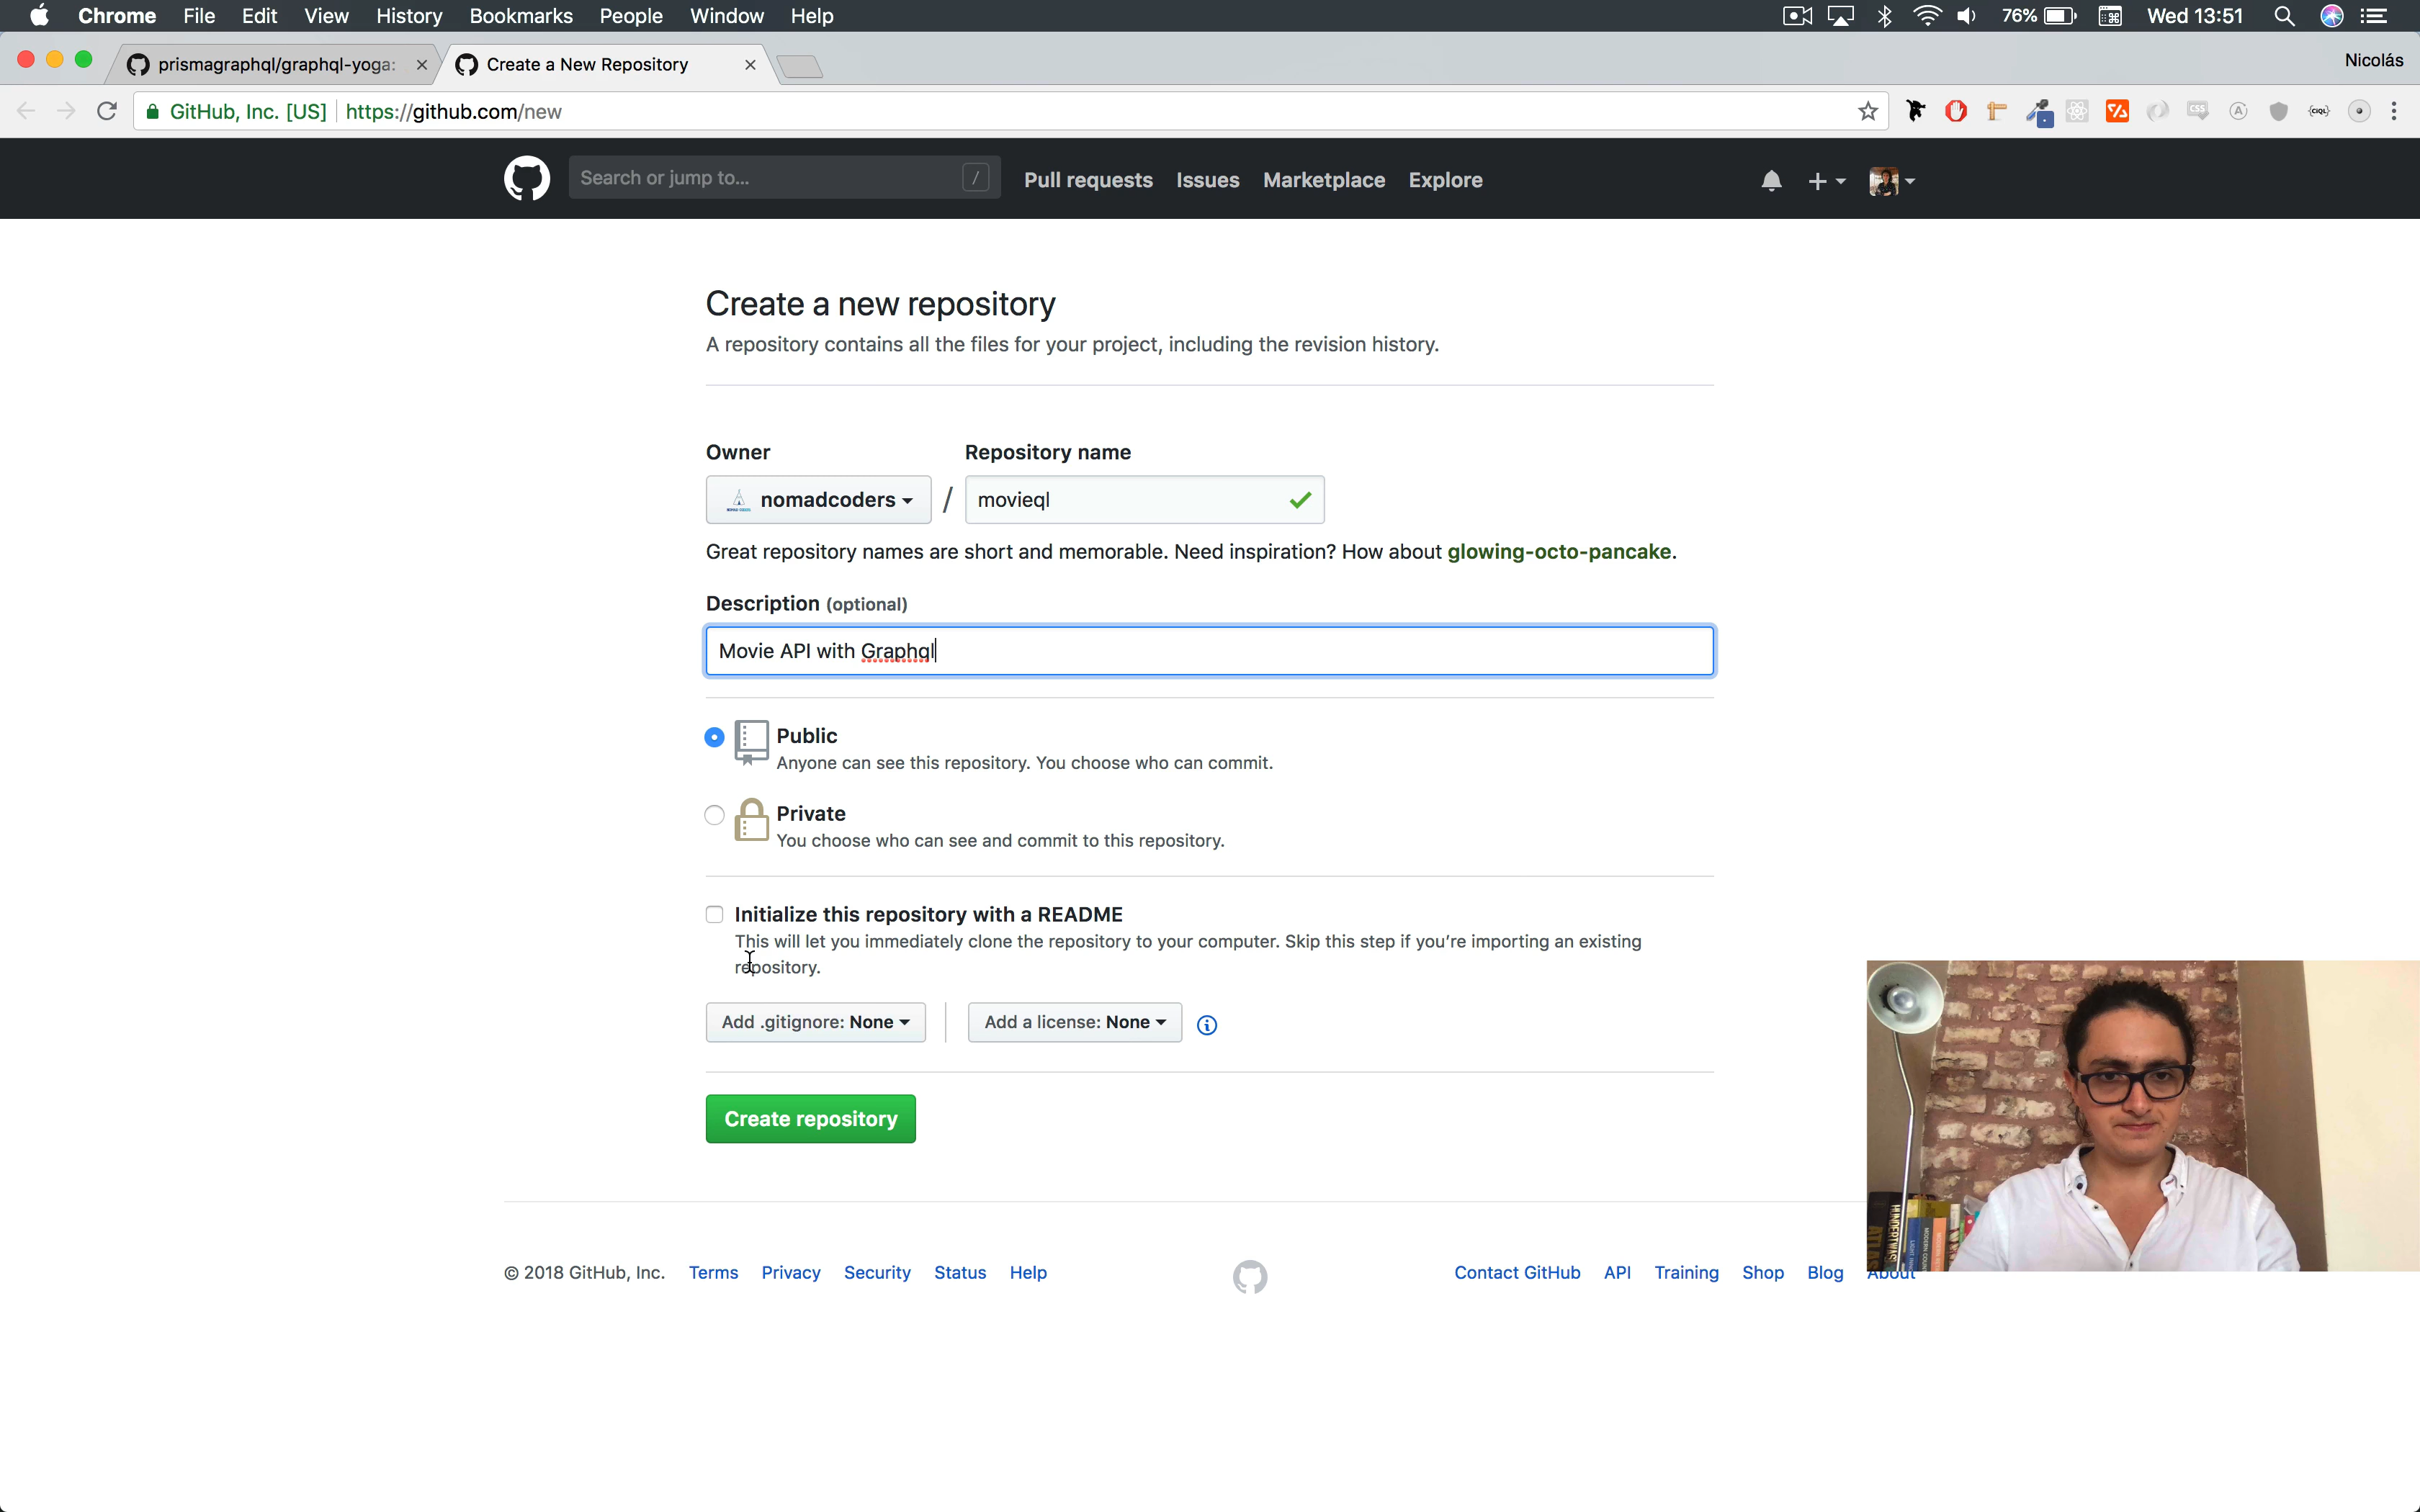 Chrome File Edit View History Bookmarks People Window Help 76% Wed 13:51
prismagraphql/graphql-yoga: Create a New Repository Nicolás
GitHub, Inc. [US] https://github.com/new
Search or jump to... / Pull requests Issues Marketplace Explore
Create a new repository
A repository contains all the files for your project, including the revision history.
Owner Repository name
nomadcoders / movieql
Great repository names are short and memorable. Need inspiration? How about glowing-octo-pancake.
Description (optional)
Movie API with Graphql
Public
Anyone can see this repository. You choose who can commit.
Private
You choose who can see and commit to this repository.
Initialize this repository with a README
This will let you immediately clone the repository to your computer. Skip this step if you're importing an existing
repository.
Add .gitignore: None Add a license: None
Create repository
© 2018 GitHub, Inc. Terms Privacy Security Status Help Contact GitHub API Training Shop Blog About